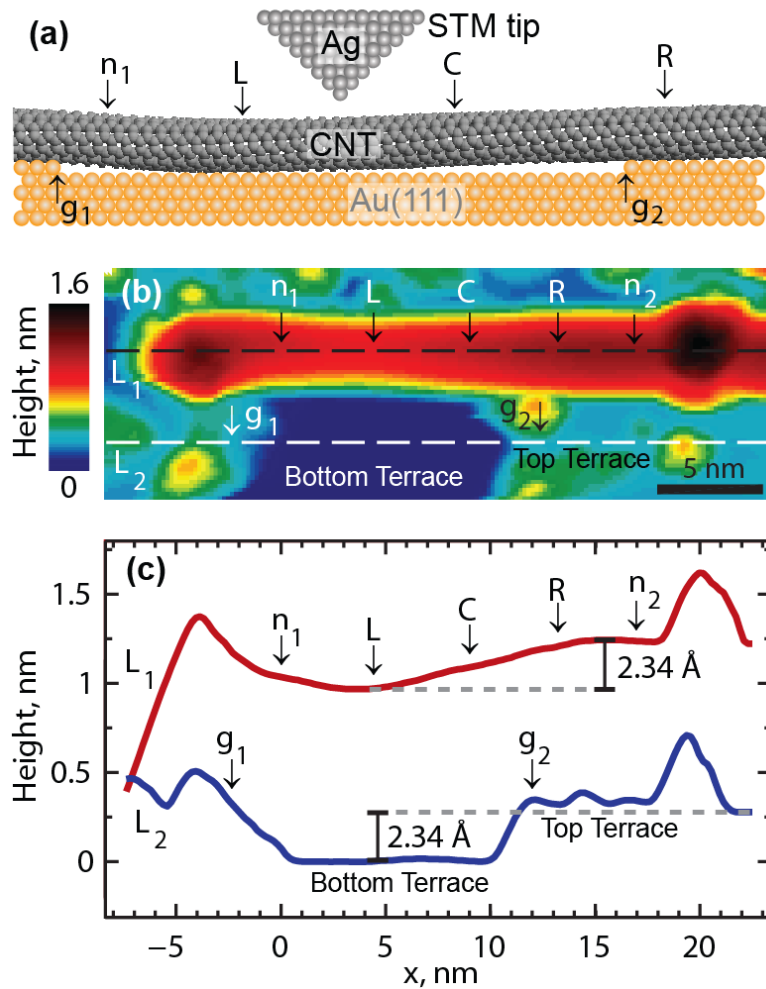 (a)
Ag
STM tip
n1
L
C
R
CNT
g1
Au(111)
g2
1.6
Height, nm
0
(b)
n1
L
C
R
n2
L1
g1
g2
L2
Bottom Terrace
Top Terrace
5 nm
(c)
1.5
1
0.5
0
Height, nm
n1
L
C
R
n2
L1
2.34 Å
g1
g2
L2
2.34 Å
Top Terrace
Bottom Terrace
−5
0
5
10
15
20
x, nm